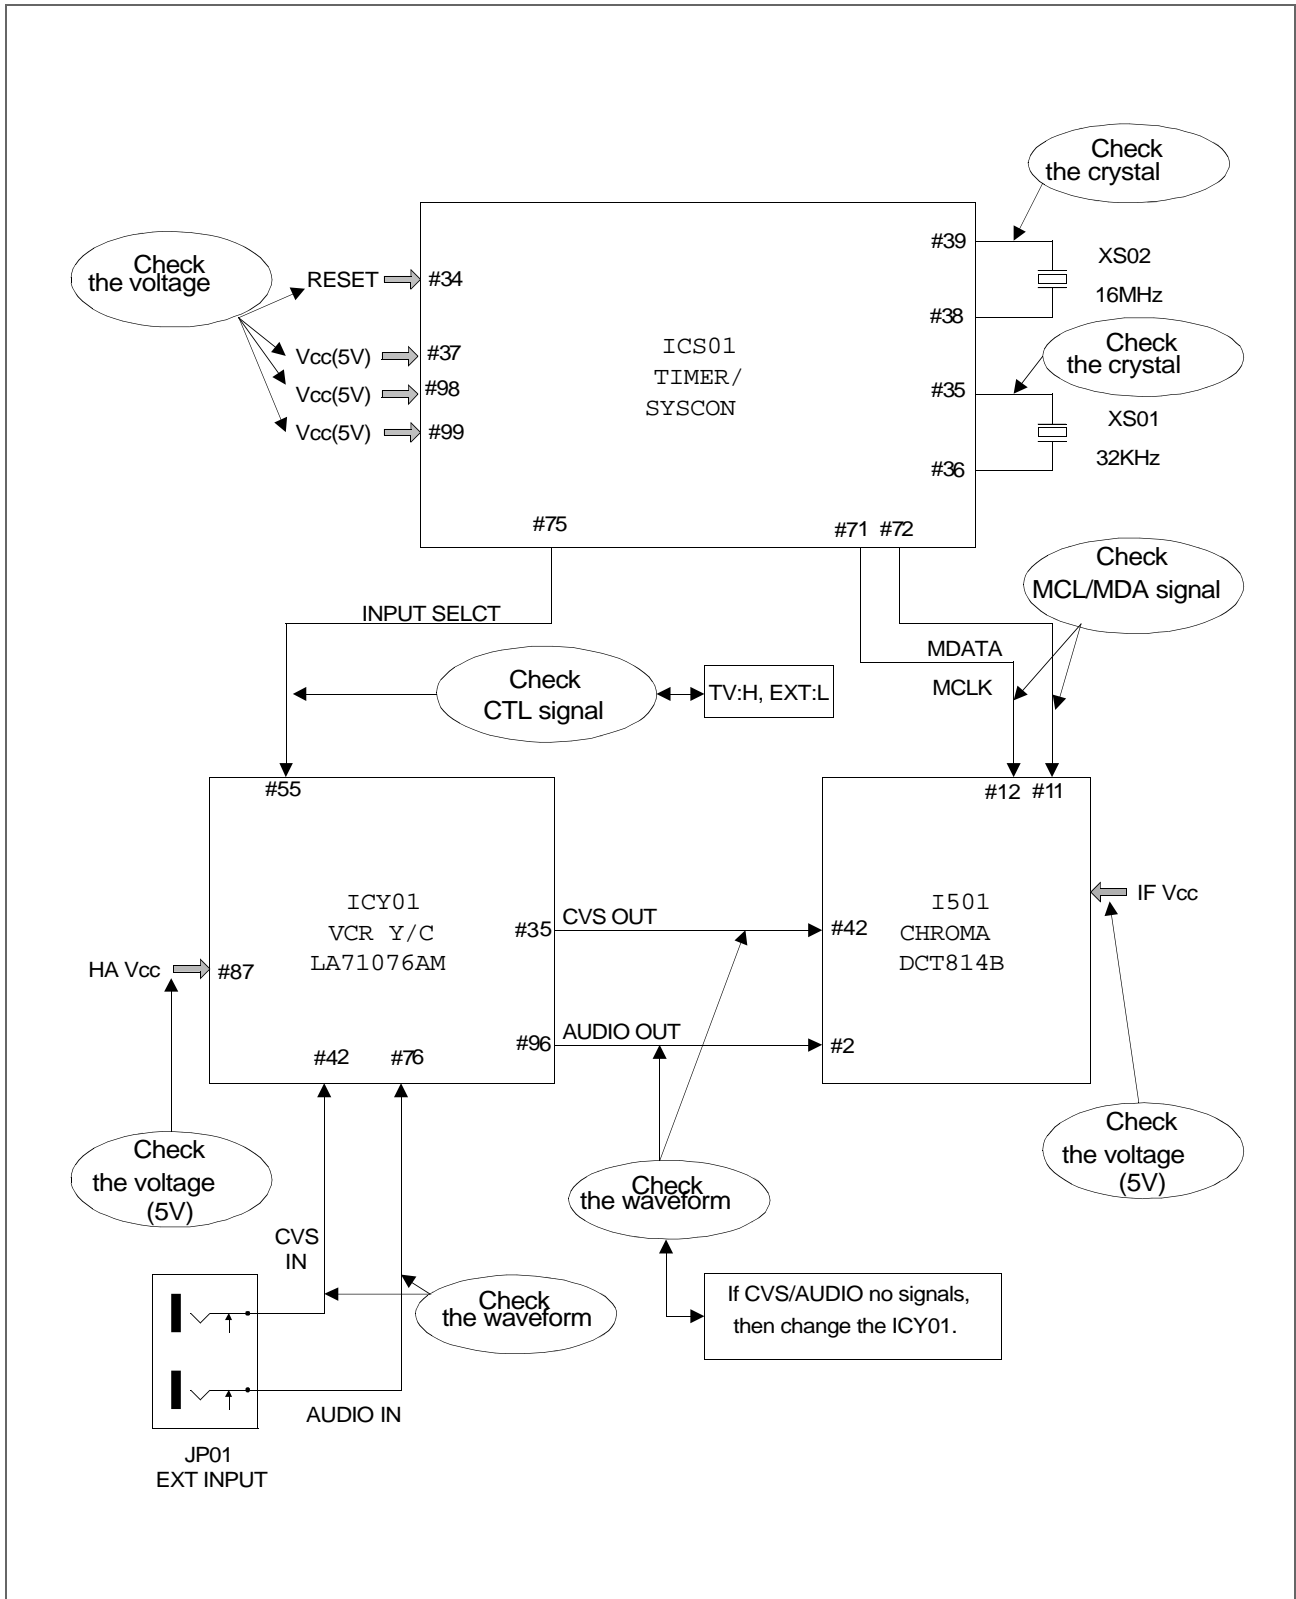 Check
the crystal
#39
XS02
16MHz
#38
Check
the voltage
RESET
#34
Vcc(5V)
#37
Vcc(5V)
#98
Vcc(5V)
#99
ICS01
TIMER/
SYSCON
Check
the crystal
#35
XS01
32KHz
#36
#75
#71 #72
Check
MCL/MDA signal
INPUT SELCT
MDATA
MCLK
Check
CTL signal
TV:H, EXT:L
#55
#12 #11
ICY01
VCR Y/C
LA71076AM
#35
CVS OUT
#42
I501
CHROMA
DCT814B
IF Vcc
HA Vcc
#87
#96
AUDIO OUT
#2
#42
#76
Check
the voltage
(5V)
Check
the waveform
Check
the voltage
(5V)
CVS
IN
Check
the waveform
If CVS/AUDIO no signals,
then change the ICY01.
AUDIO IN
JP01
EXT INPUT